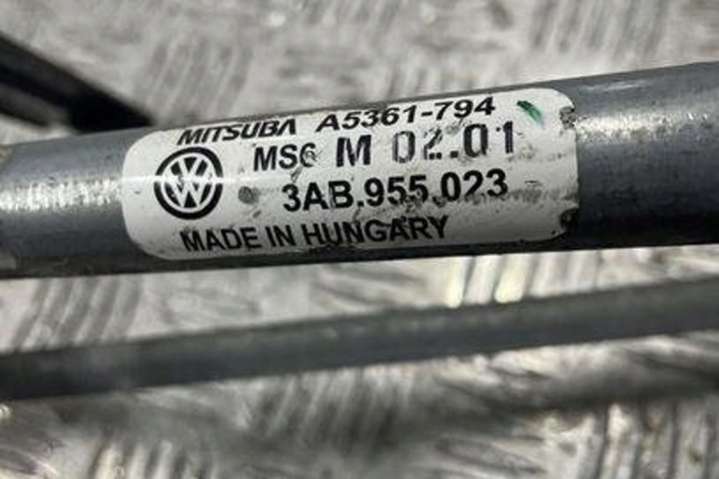 MITSUBA A5361-794
MS6 M 02.01
3AB.955.023
MADE IN HUNGARY